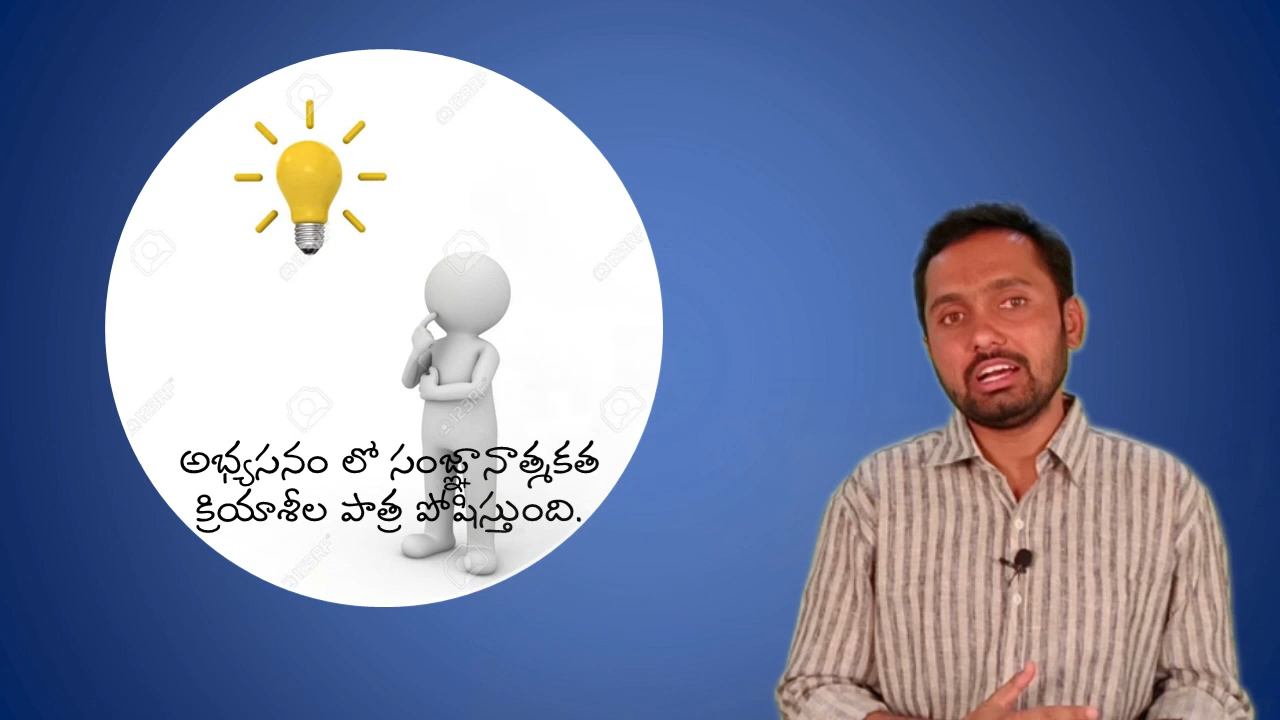 అభ్యసనం లో సంజ్ఞానాత్మకత
క్రియాశీల పాత్ర పోషిస్తుంది.